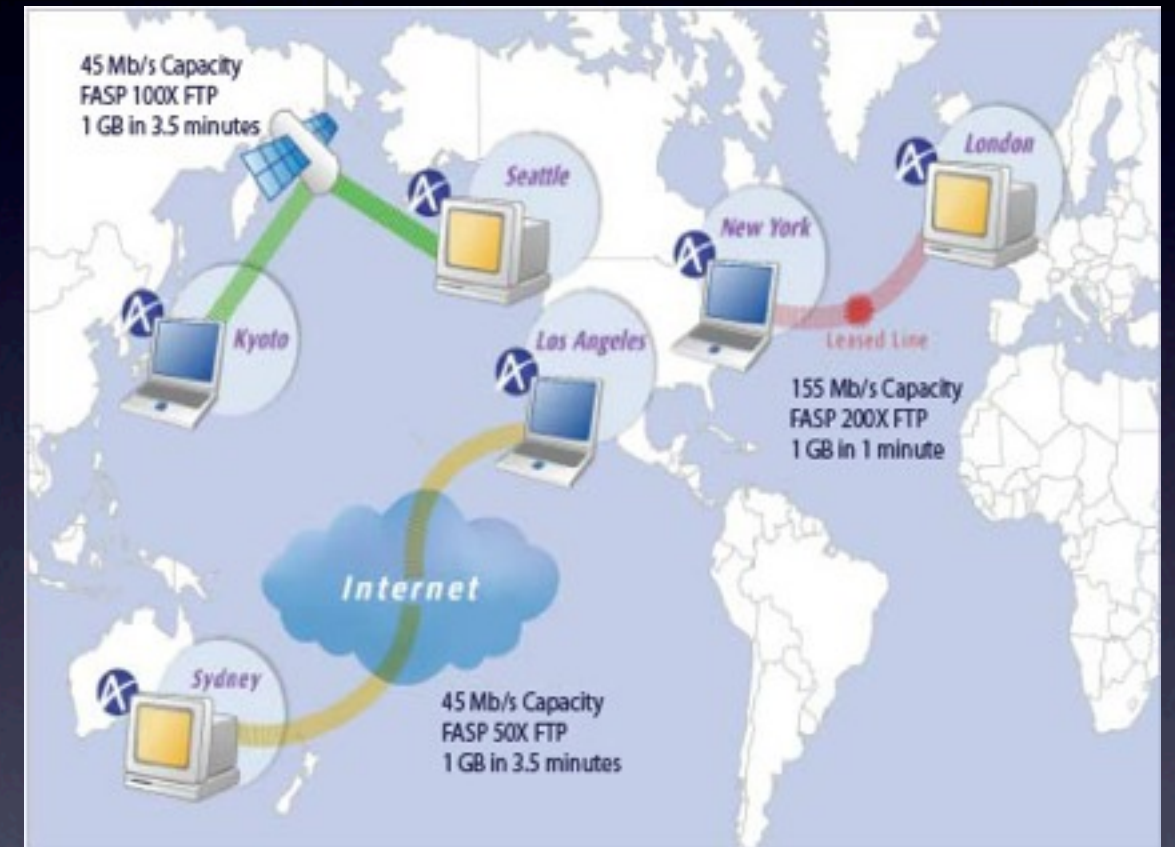 45 Mb/s Capacity
FASP 100X FTP
1 GB in 3.5 minutes
Seattle
London
New York
Kyoto
Los Angeles
Leased Line
155 Mb/s Capacity
FASP 200X FTP
1 GB in 1 minute
Internet
Sydney
45 Mb/s Capacity
FASP 50X FTP
1 GB in 3.5 minutes